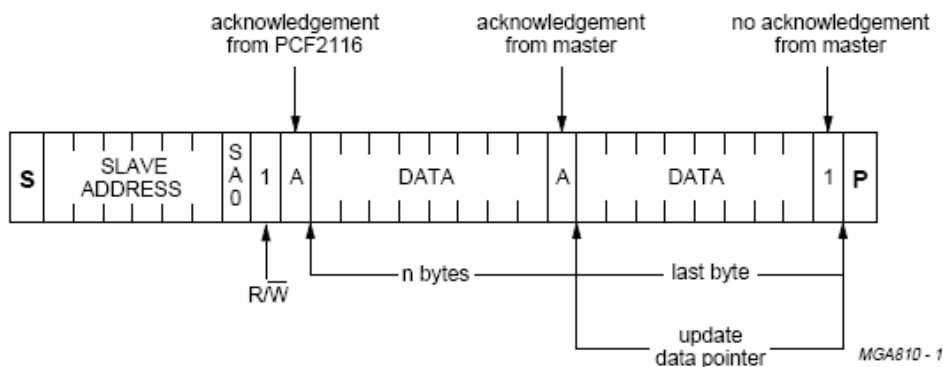 acknowledgement
from PCF2116
acknowledgement
from master
no acknowledgement
from master
S
SLAVE
ADDRESS
S
A
0
1
A
DATA
A
DATA
1
P
R/W̅
n bytes
last byte
update
data pointer
MGA810 - 1